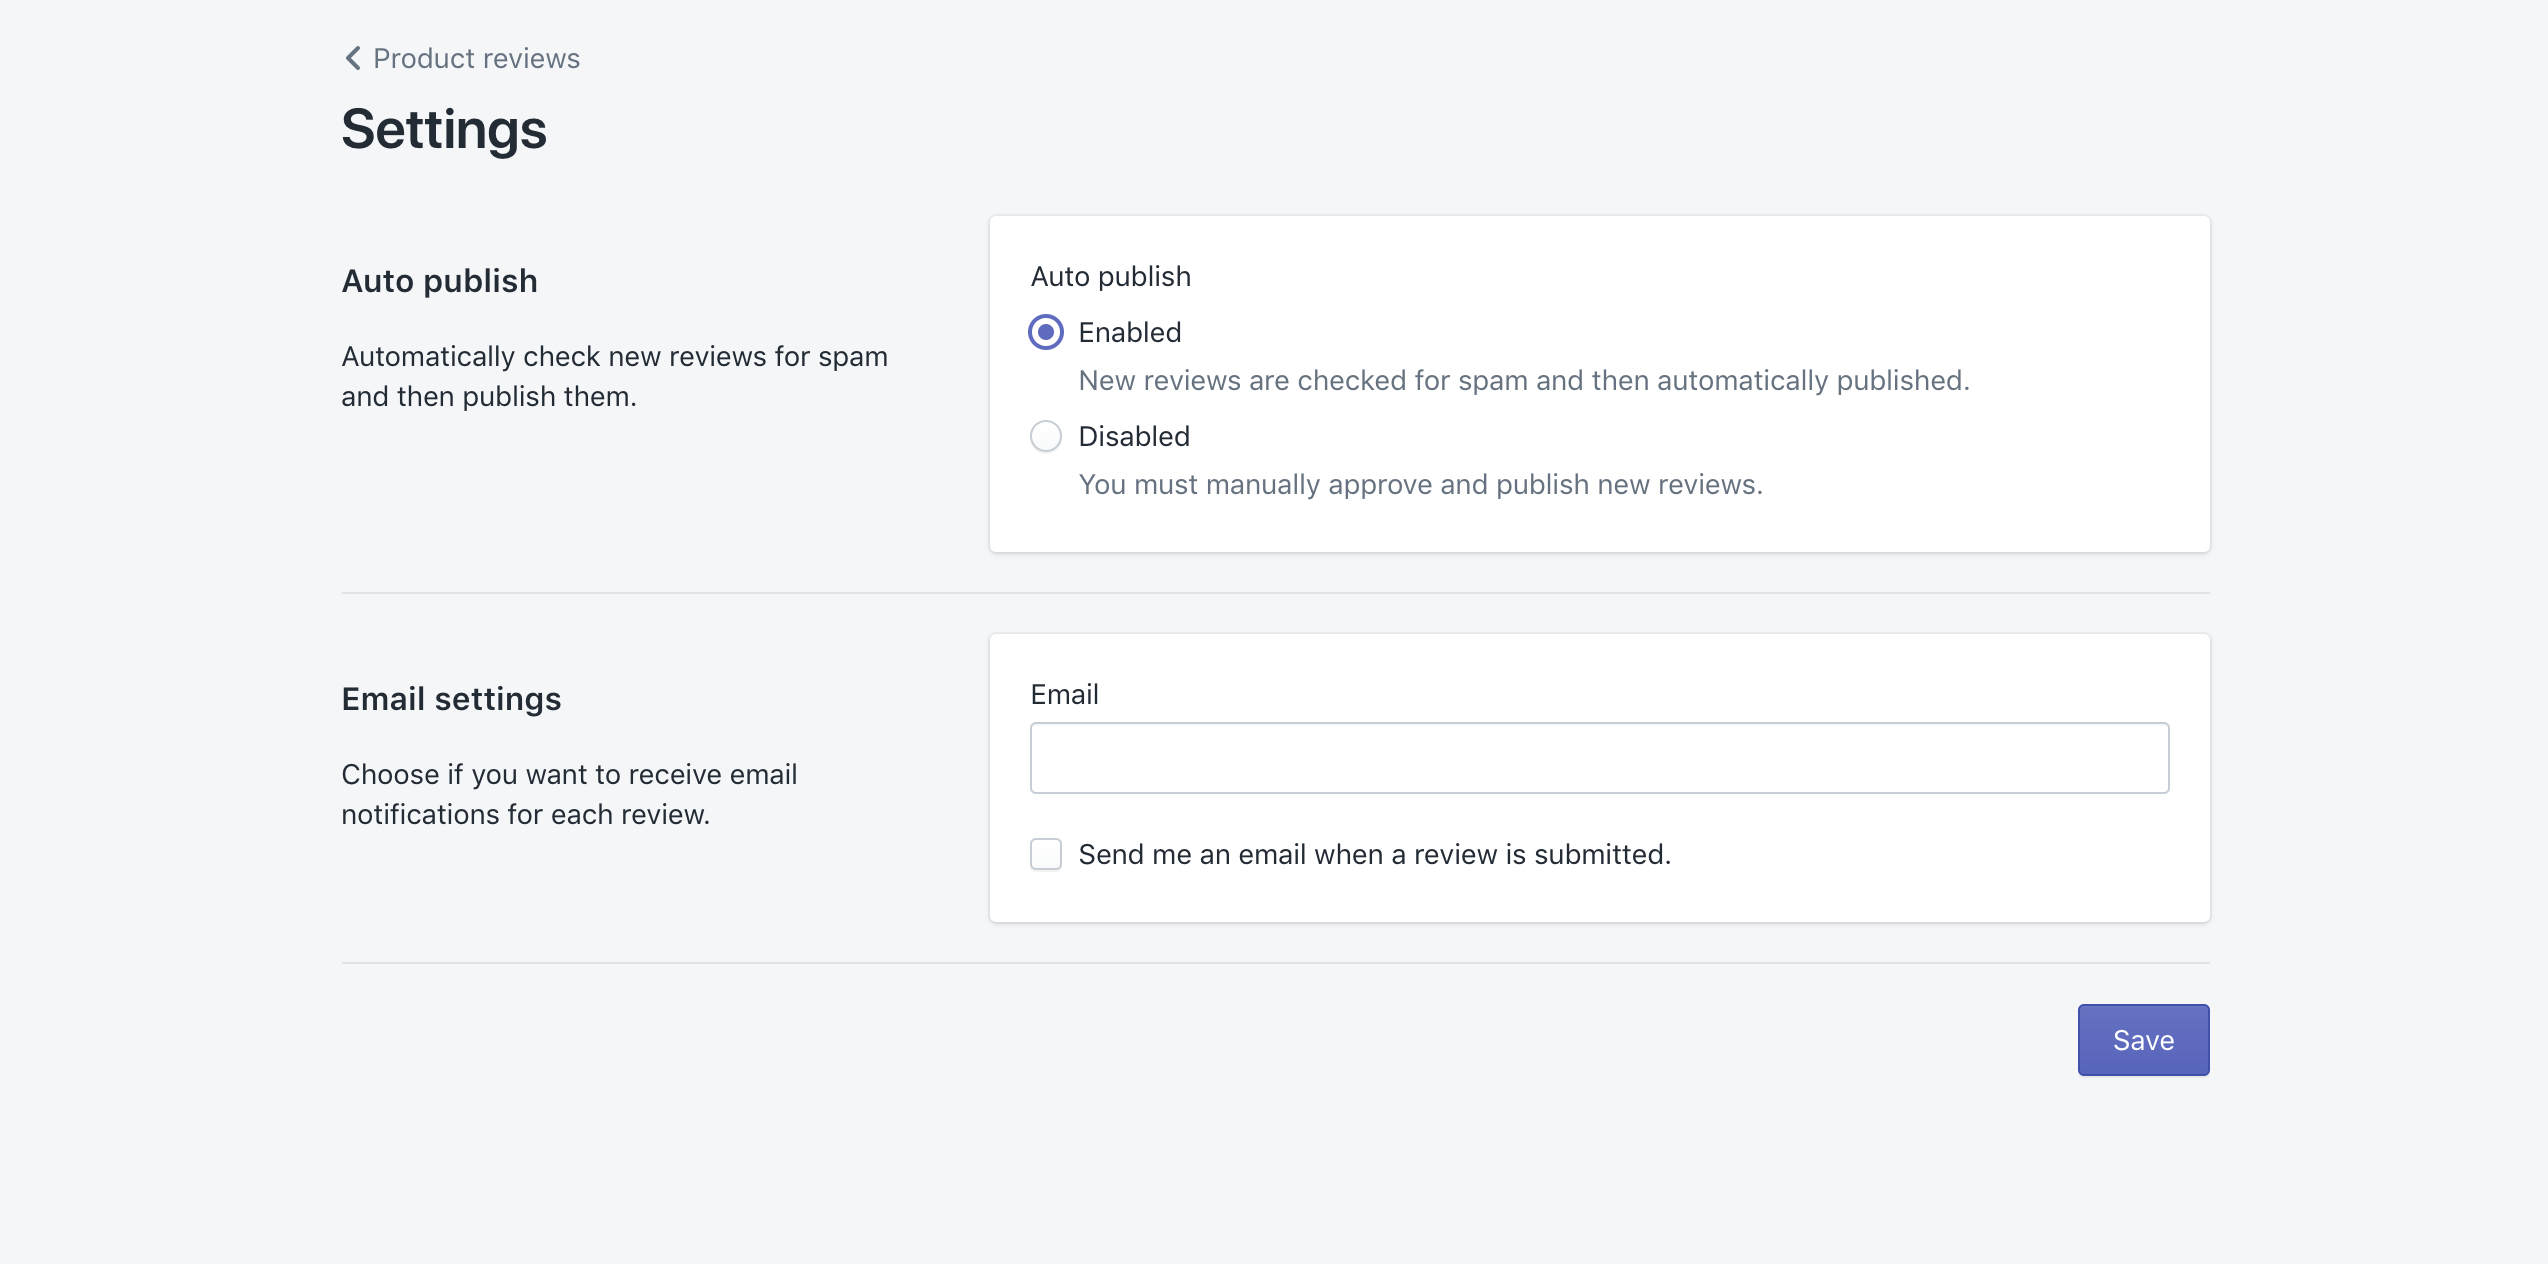 Product reviews
Settings
Auto publish
Automatically check new reviews for spam
and then publish them.
Auto publish
Enabled
New reviews are checked for spam and then automatically published.
Disabled
You must manually approve and publish new reviews.
Email settings
Choose if you want to receive email
notifications for each review.
Email
Send me an email when a review is submitted.
Save